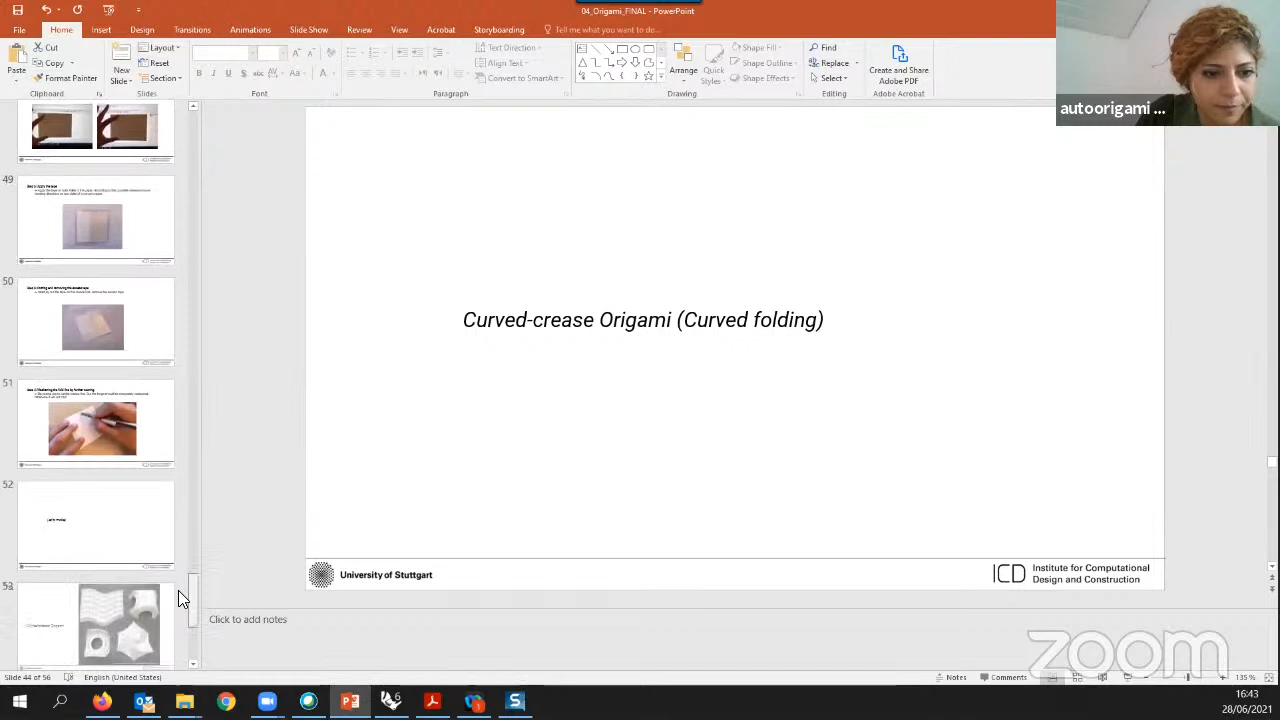 04_Origami_FINAL - PowerPoint
File Home Insert Design Transitions Animations Slide Show Review View Acrobat Storyboarding Tell me what you want to do...
Paste
Cut
Copy
Format Painter
Clipboard
New
Slide
Layout
Reset
Section
Slides
Font
Text Direction
Align Text
Convert to SmartArt
Paragraph
Arrange
Quick
Styles
Shape Fill
Shape Outline
Shape Effects
Drawing
Find
Replace
Select
Editing
Create and Share
Adobe PDF
Adobe Acrobat
autoorigami ...
49
50
51
52
53
Curved-crease Origami (Curved folding)
University of Stuttgart
ICD
Institute for Computational
Design and Construction
Click to add notes
zoom
Slide 44 of 56 English (United States) Notes Comments 135 %
16:43
28/06/2021